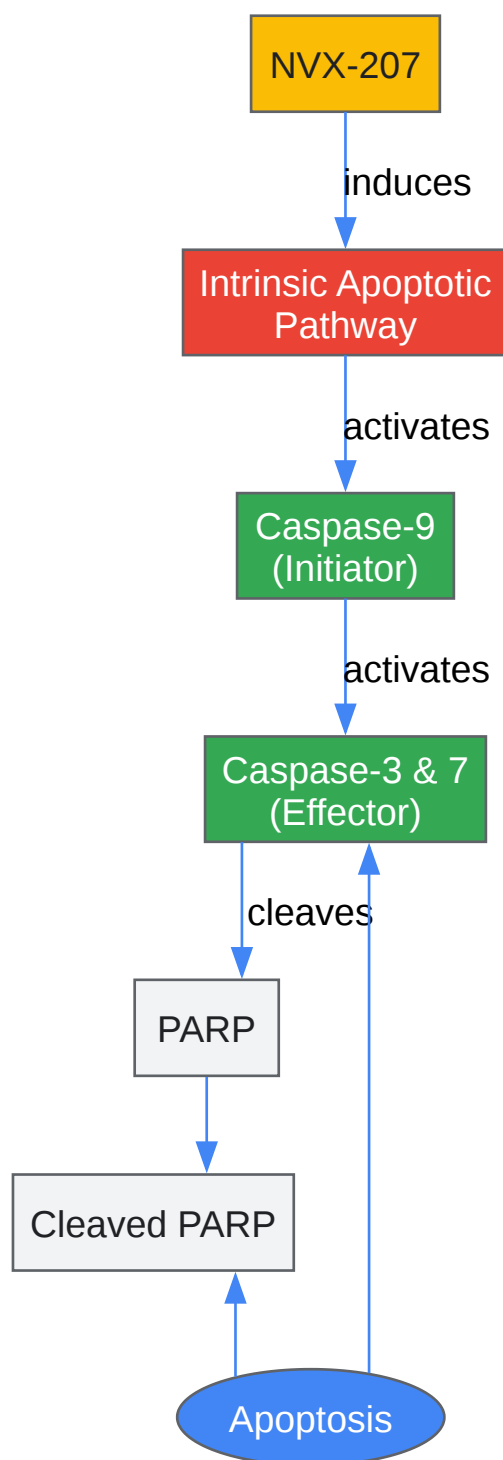 NVX-207
induces
Intrinsic Apoptotic
Pathway
activates
Caspase-9
(Initiator)
activates
Caspase-3 & 7
(Effector)
cleaves
PARP
Cleaved PARP
Apoptosis